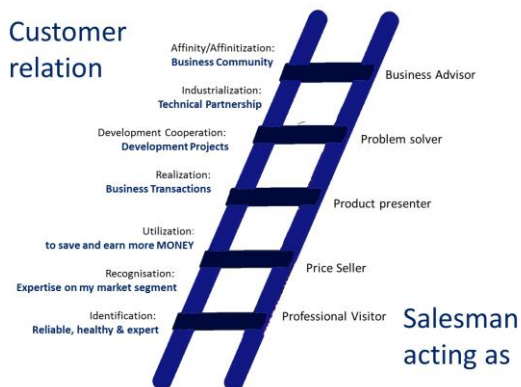 Customer
relation
Affinity/Affinitization:
Business Community
Business Advisor
Industrialization:
Technical Partnership
Development Cooperation:
Development Projects
Problem solver
Realization:
Business Transactions
Product presenter
Utilization:
to save and earn more MONEY
Price Seller
Recognisation:
Expertise on my market segment
Identification:
Reliable, healthy & expert
Professional Visitor
Salesman
acting as